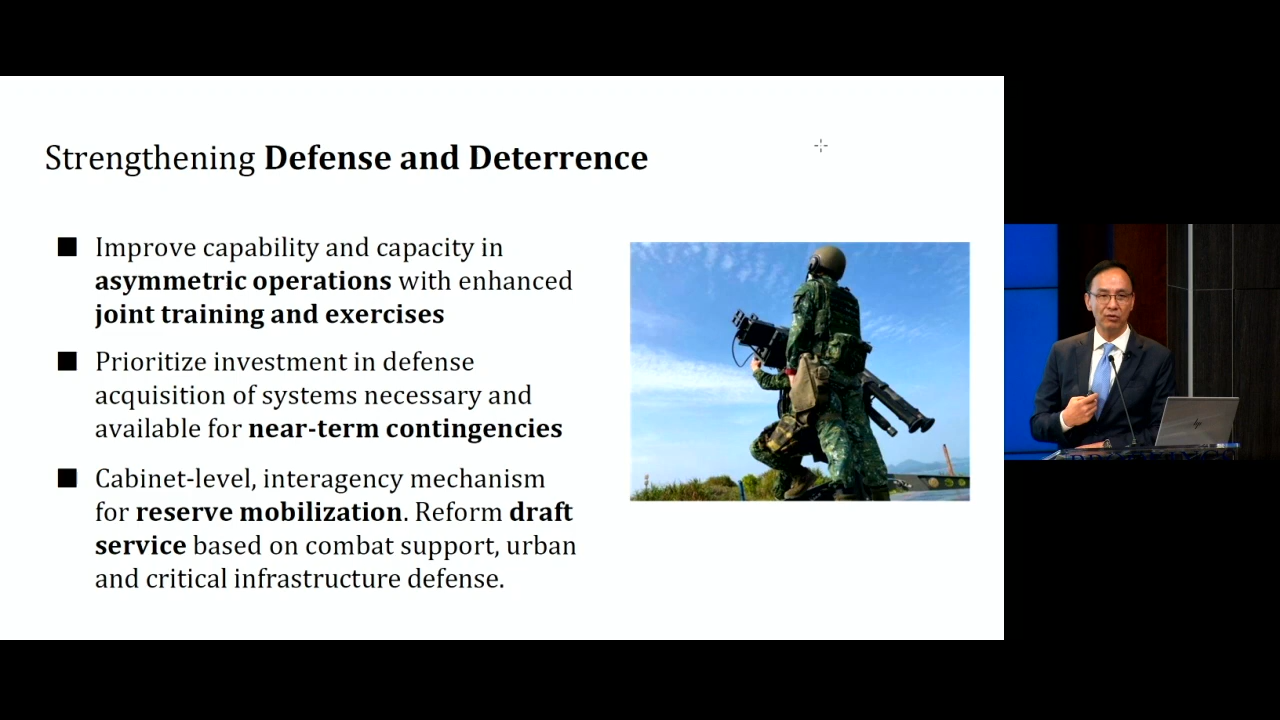 Strengthening Defense and Deterrence
Improve capability and capacity in
asymmetric operations with enhanced
joint training and exercises
Prioritize investment in defense
acquisition of systems necessary and
available for near-term contingencies
Cabinet-level, interagency mechanism
for reserve mobilization. Reform draft
service based on combat support, urban
and critical infrastructure defense.